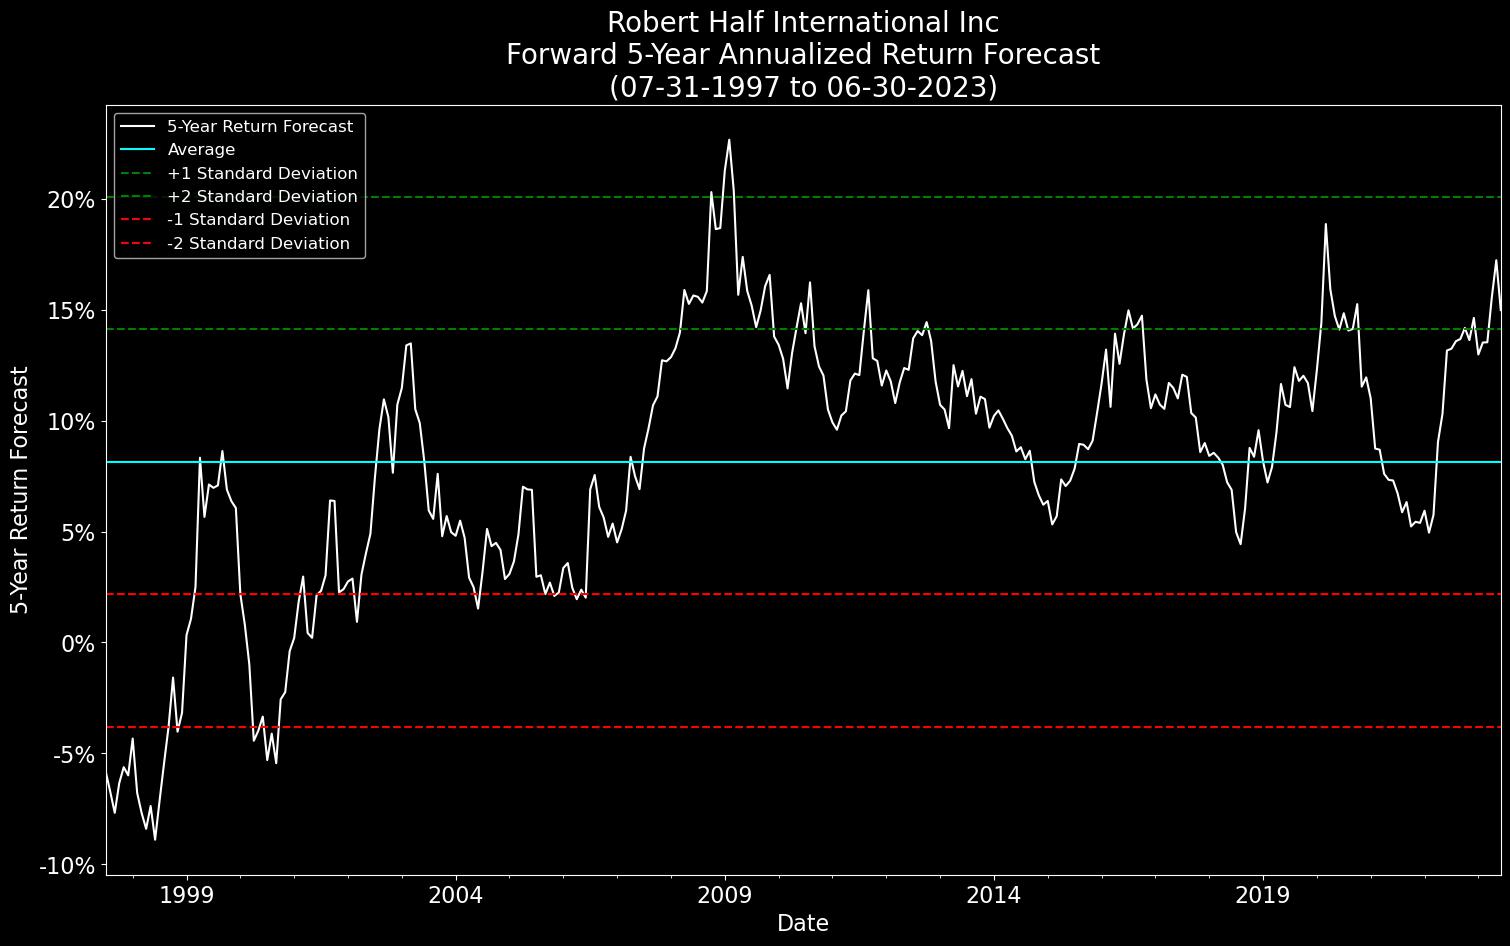 Robert Half International Inc
Forward 5-Year Annualized Return Forecast
(07-31-1997 to 06-30-2023)
5-Year Return Forecast
Average
+1 Standard Deviation
+2 Standard Deviation
-1 Standard Deviation
-2 Standard Deviation
5-Year Return Forecast
20%
15%
10%
5%
0%
-5%
-10%
1999
2004
2009
2014
2019
Date